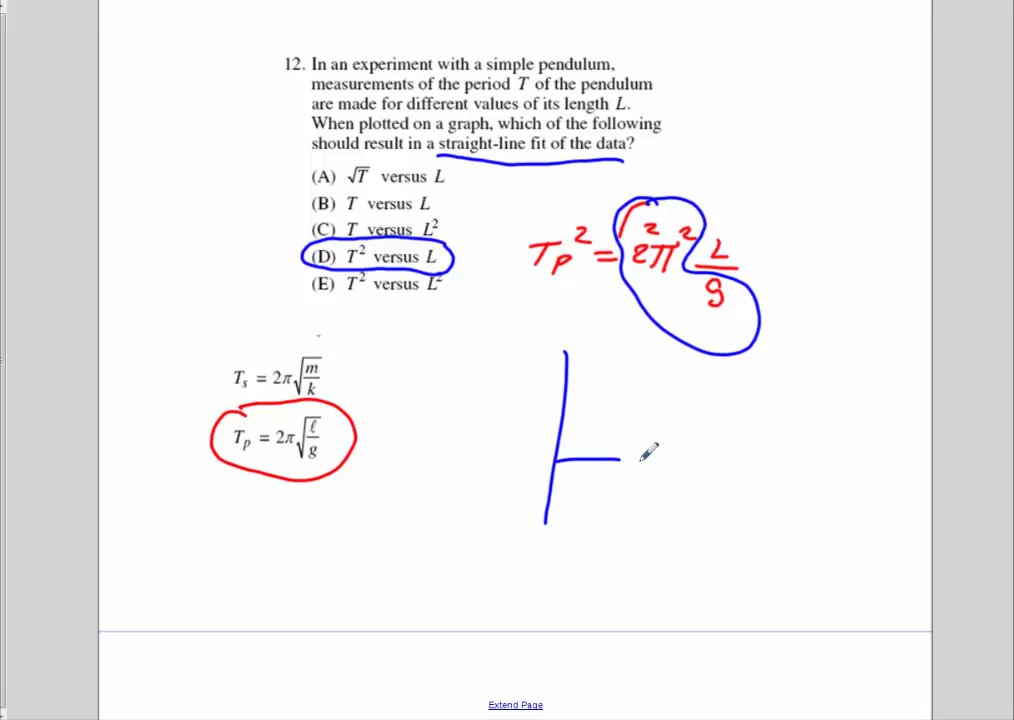 12. In an experiment with a simple pendulum,
measurements of the period T of the pendulum
are made for different values of its length L.
When plotted on a graph, which of the following
should result in a straight-line fit of the data?
(A) √T versus L
(B) T versus L
(C) T versus L²
(D) T² versus L
(E) T² versus L²
Tp² = 2²π² L/g
Ts = 2π√(m/k)
Tp = 2π√(ℓ/g)
Extend Page